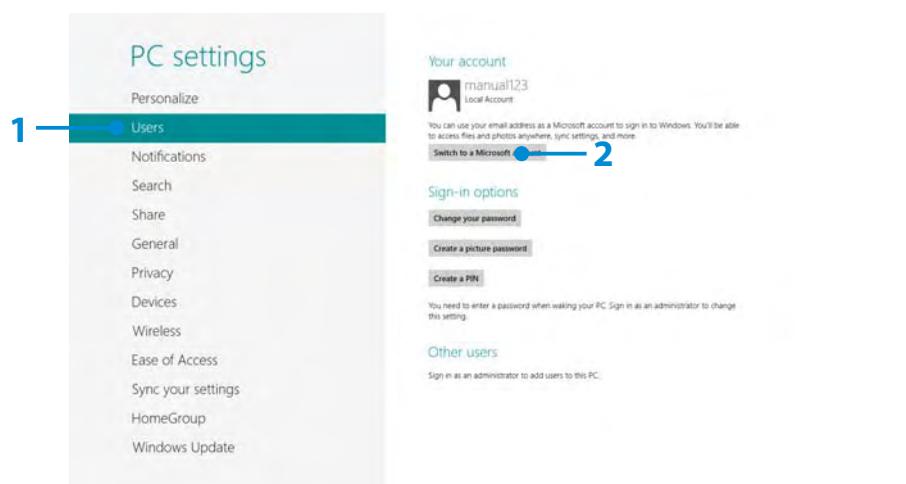 PC settings
Personalize
1
Users
Notifications
Search
Share
General
Privacy
Devices
Wireless
Ease of Access
Sync your settings
HomeGroup
Windows Update
Your account
manual123
Local Account
You can use your email address as a Microsoft account to sign in to Windows. You'll be able
to access files and photos anywhere, sync settings, and more.
Switch to a Microsoft
2
Sign-in options
Change your password
Create a picture password
Create a PIN
You need to enter a password when waking your PC. Sign in as an administrator to change
this setting.
Other users
Sign in as an administrator to add users to this PC.